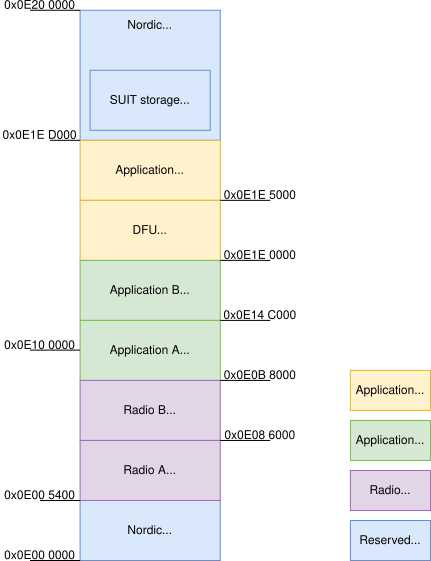 0x0E20 0000
Nordic...
SUIT storage...
0x0E1E D000
Application...
0x0E1E 5000
DFU...
0x0E1E 0000
Application B...
0x0E14 C000
0x0E10 0000
Application A...
0x0E0B 8000
Application...
Radio B...
0x0E08 6000
Application...
Radio A...
Radio...
0x0E00 5400
Nordic...
Reserved...
0x0E00 0000